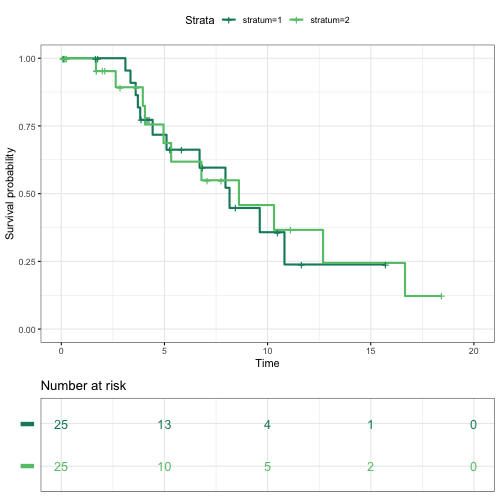 Strata stratum=1 stratum=2
1.00
0.75
0.50
0.25
0.00
Survival probability
0 5 10 15 20
Time
Number at risk
25 13 4 1 0
25 10 5 2 0